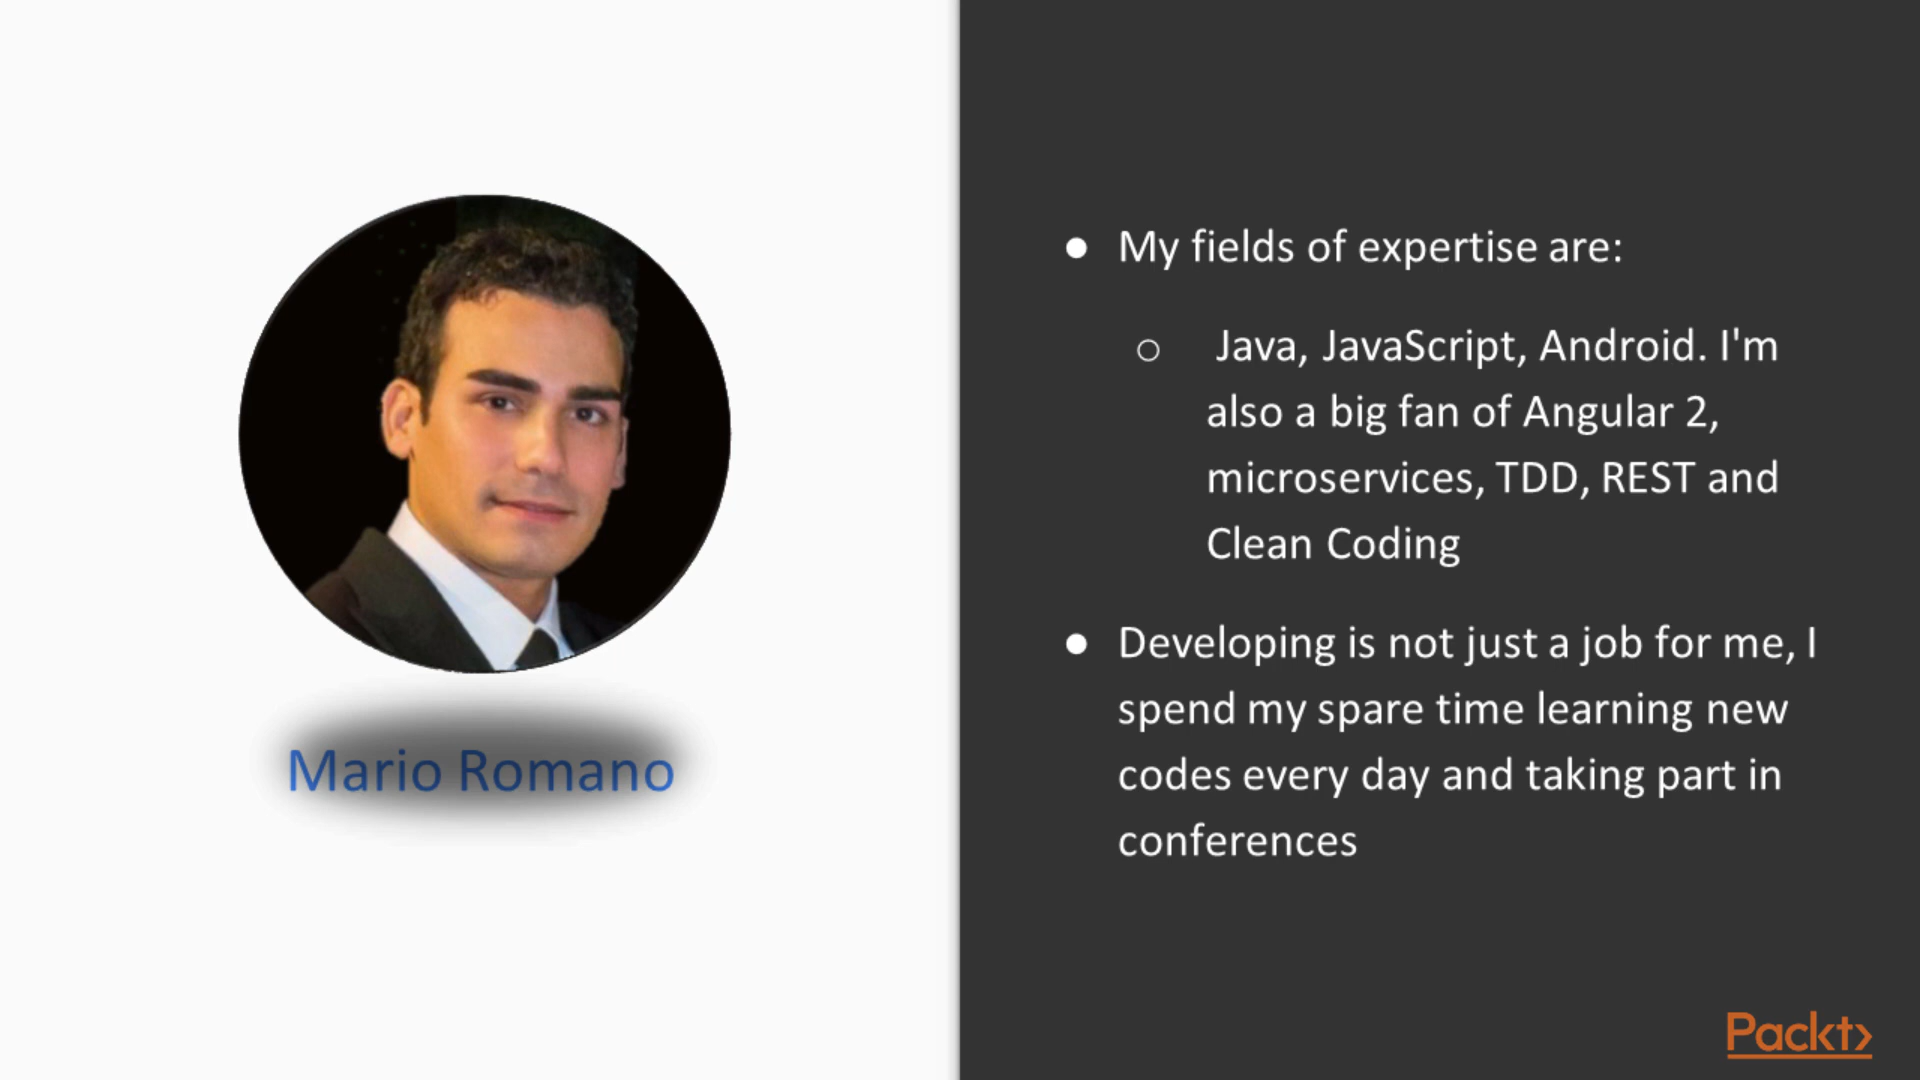 Mario Romano
● My fields of expertise are:
○ Java, JavaScript, Android. I'm
also a big fan of Angular 2,
microservices, TDD, REST and
Clean Coding
● Developing is not just a job for me, I
spend my spare time learning new
codes every day and taking part in
conferences
Packt>